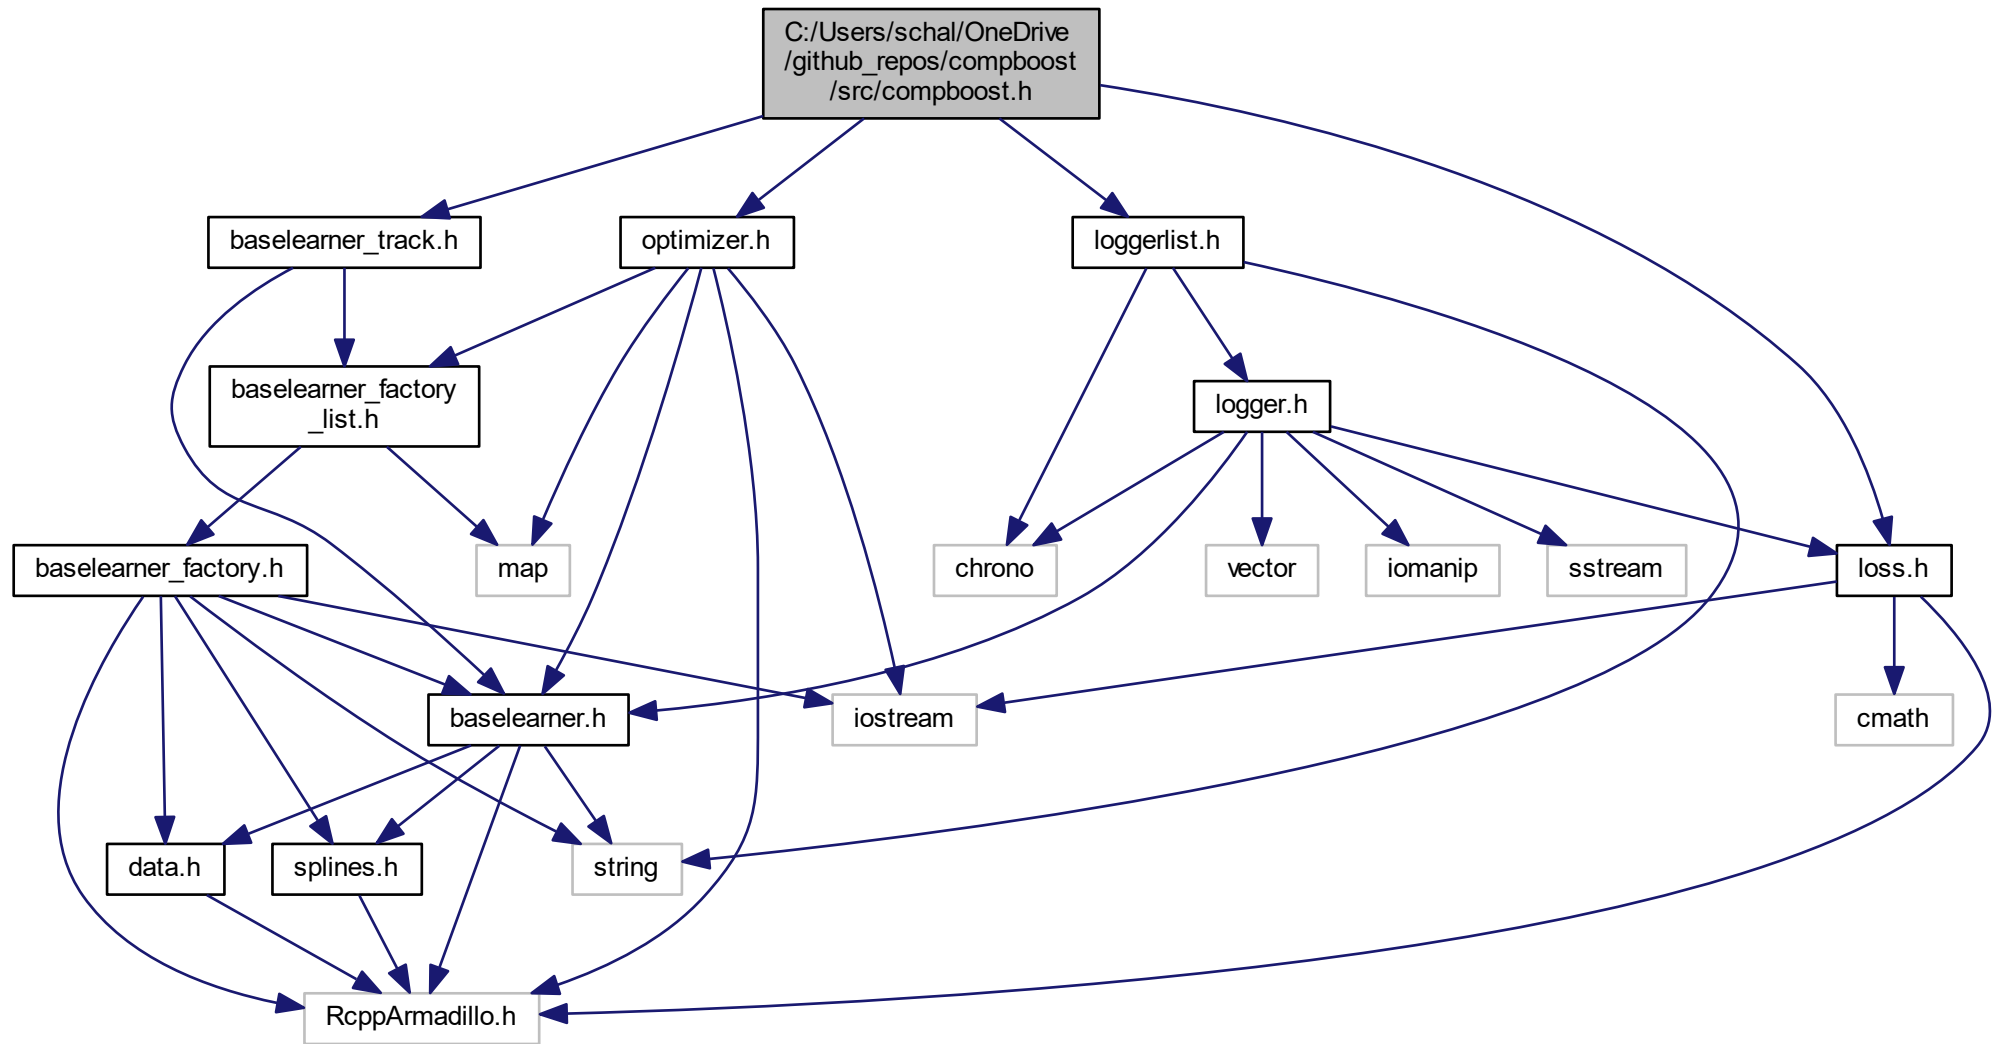 C:/Users/schal/OneDrive
/github_repos/compboost
/src/compboost.h
baselearner_track.h
optimizer.h
loggerlist.h
baselearner_factory
_list.h
logger.h
baselearner_factory.h
map
chrono
vector
iomanip
sstream
loss.h
baselearner.h
iostream
cmath
data.h
splines.h
string
RcppArmadillo.h